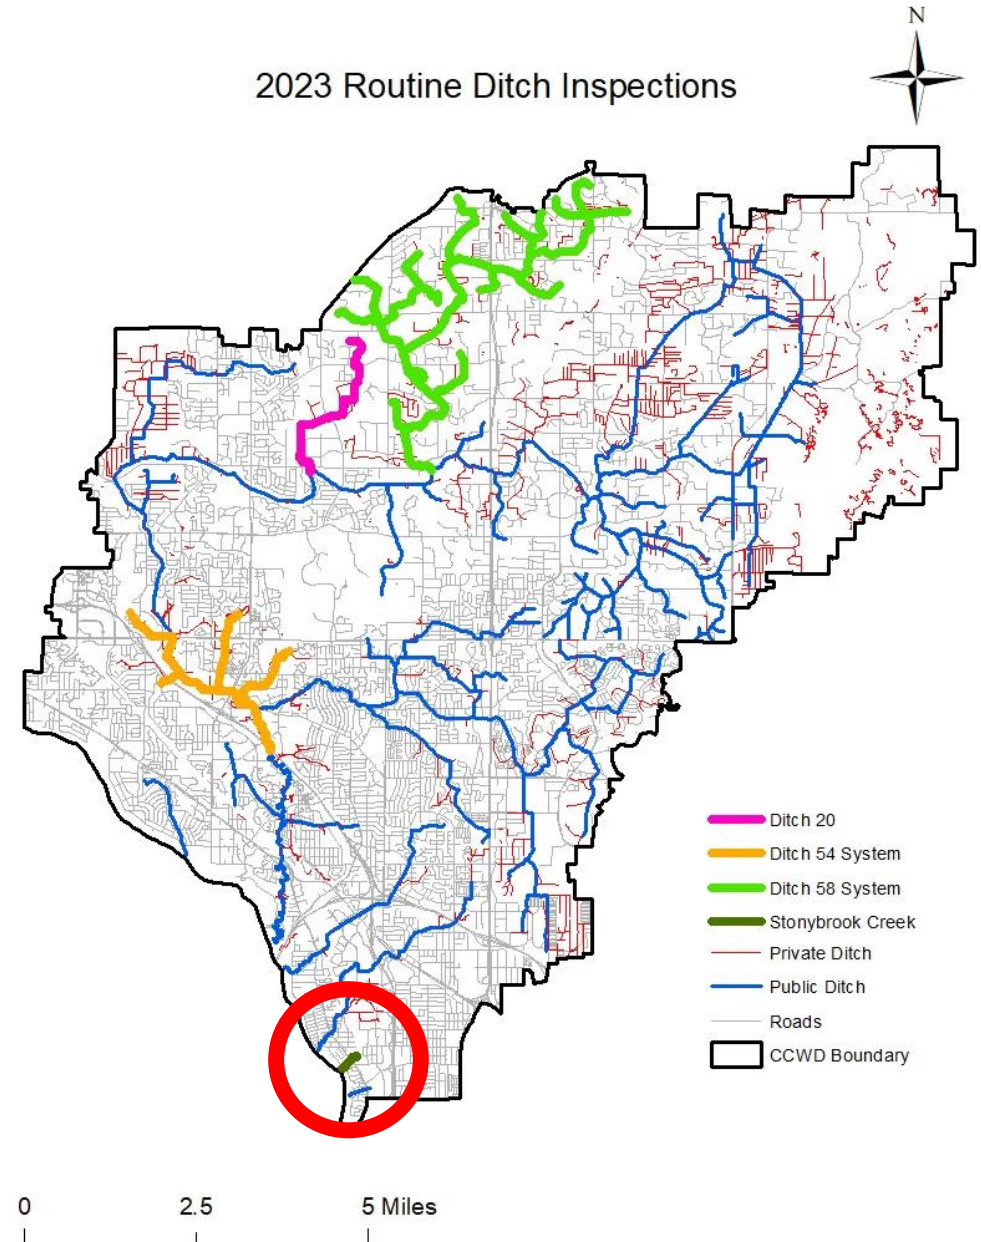 N
2023 Routine Ditch Inspections
Ditch 20
Ditch 54 System
Ditch 58 System
Stonybrook Creek
Private Ditch
Public Ditch
Roads
CCWD Boundary
0 2.5 5 Miles